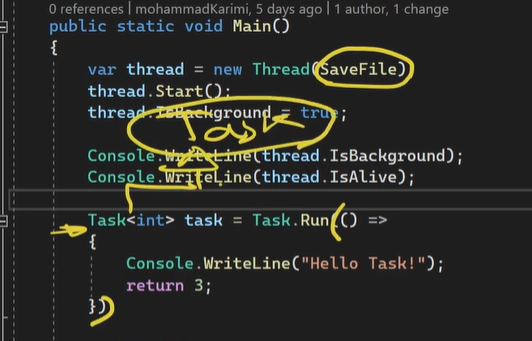 0 references | mohammadKarimi, 5 days ago | 1 author, 1 change
public static void Main()
{
var thread = new Thread(SaveFile)
thread.Start();
thread.IsBackground = true;
Task
Console.WriteLine(thread.IsBackground);
Console.WriteLine(thread.IsAlive);
Task<int> task = Task.Run(() =>
{
Console.WriteLine("Hello Task!");
return 3;
})